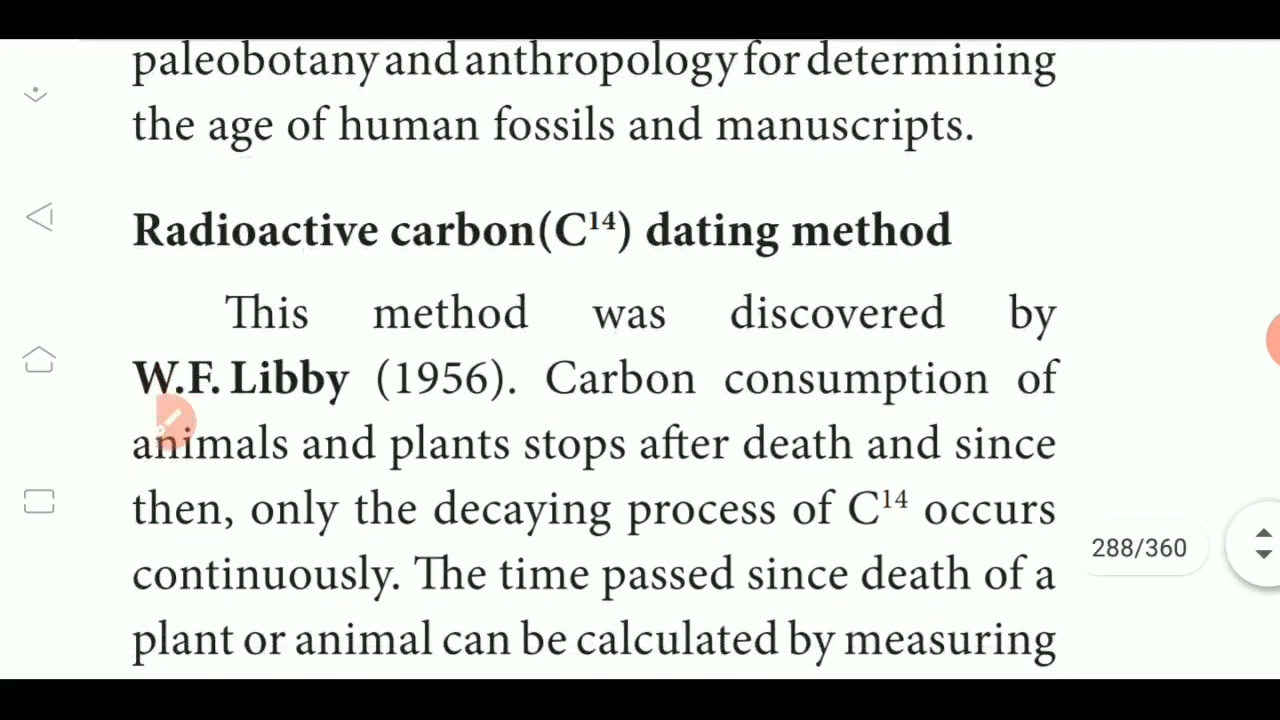 paleobotany and anthropology for determining
the age of human fossils and manuscripts.
Radioactive carbon(C¹⁴) dating method
This method was discovered by
W.F. Libby (1956). Carbon consumption of
animals and plants stops after death and since
then, only the decaying process of C¹⁴ occurs
continuously. The time passed since death of a
plant or animal can be calculated by measuring
288/360